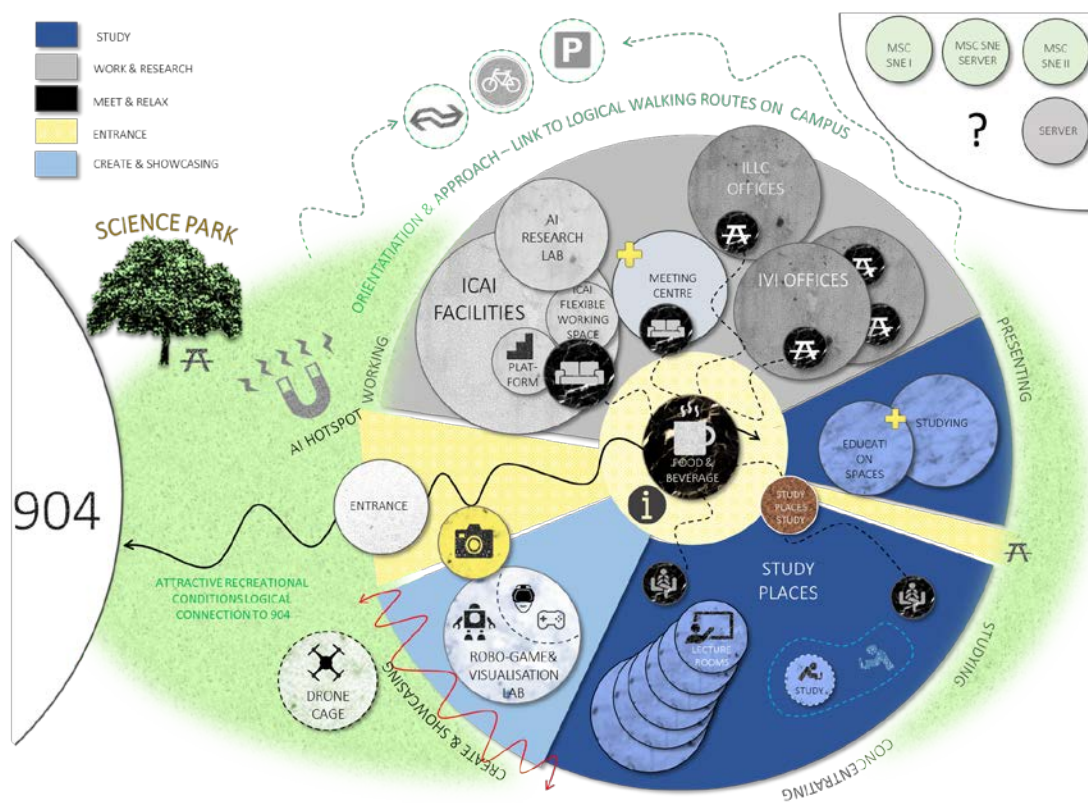 STUDY
WORK & RESEARCH
MEET & RELAX
ENTRANCE
CREATE & SHOWCASING
P
MSC
SNE I
MSC SNE
SERVER
MSC
SNE II
?
SERVER
ORIENTATIATION & APPROACH – LINK TO LOGICAL WALKING ROUTES ON CAMPUS
SCIENCE PARK
904
AI HOTSPOT
WORKING
PRESENTING
ILLC
OFFICES
AI
RESEARCH
LAB
ICAI
FACILITIES
ICAI
FLEXIBLE
WORKING
SPACE
PLAT-
FORM
MEETING
CENTRE
IVI OFFICES
EDUCATI
ON
SPACES
STUDYING
FOOD &
BEVERAGE
ENTRANCE
i
STUDY
PLACES
STUDY
STUDY
PLACES
ATTRACTIVE RECREATIONAL
CONDITIONS LOGICAL
CONNECTION TO 904
LECTURE
ROOMS
ROBO-GAME&
VISUALISATION
LAB
DRONE
CAGE
STUDY
CREATE & SHOWCASING
STUDYING
CONCENTRATING